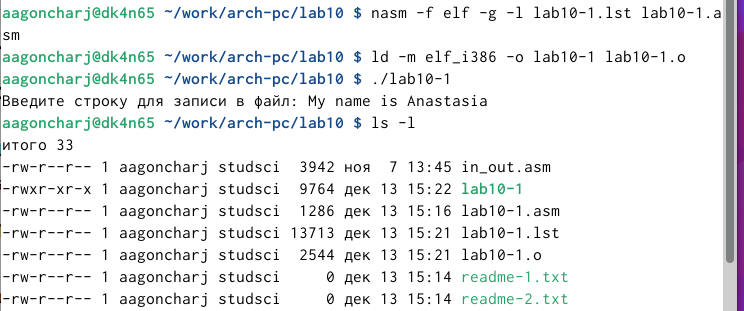 aagoncharj@dk4n65 ~/work/arch-pc/lab10 $ nasm -f elf -g -l lab10-1.lst lab10-1.a
sm
aagoncharj@dk4n65 ~/work/arch-pc/lab10 $ ld -m elf_i386 -o lab10-1 lab10-1.o
aagoncharj@dk4n65 ~/work/arch-pc/lab10 $ ./lab10-1
Введите строку для записи в файл: My name is Anastasia
aagoncharj@dk4n65 ~/work/arch-pc/lab10 $ ls -l
итого 33
-rw-r--r-- 1 aagoncharj studsci  3942 ноя  7 13:45 in_out.asm
-rwxr-xr-x 1 aagoncharj studsci  9764 дек 13 15:22 lab10-1
-rw-r--r-- 1 aagoncharj studsci  1286 дек 13 15:16 lab10-1.asm
-rw-r--r-- 1 aagoncharj studsci 13713 дек 13 15:21 lab10-1.lst
-rw-r--r-- 1 aagoncharj studsci  2544 дек 13 15:21 lab10-1.o
-rw-r--r-- 1 aagoncharj studsci     0 дек 13 15:14 readme-1.txt
-rw-r--r-- 1 aagoncharj studsci     0 дек 13 15:14 readme-2.txt